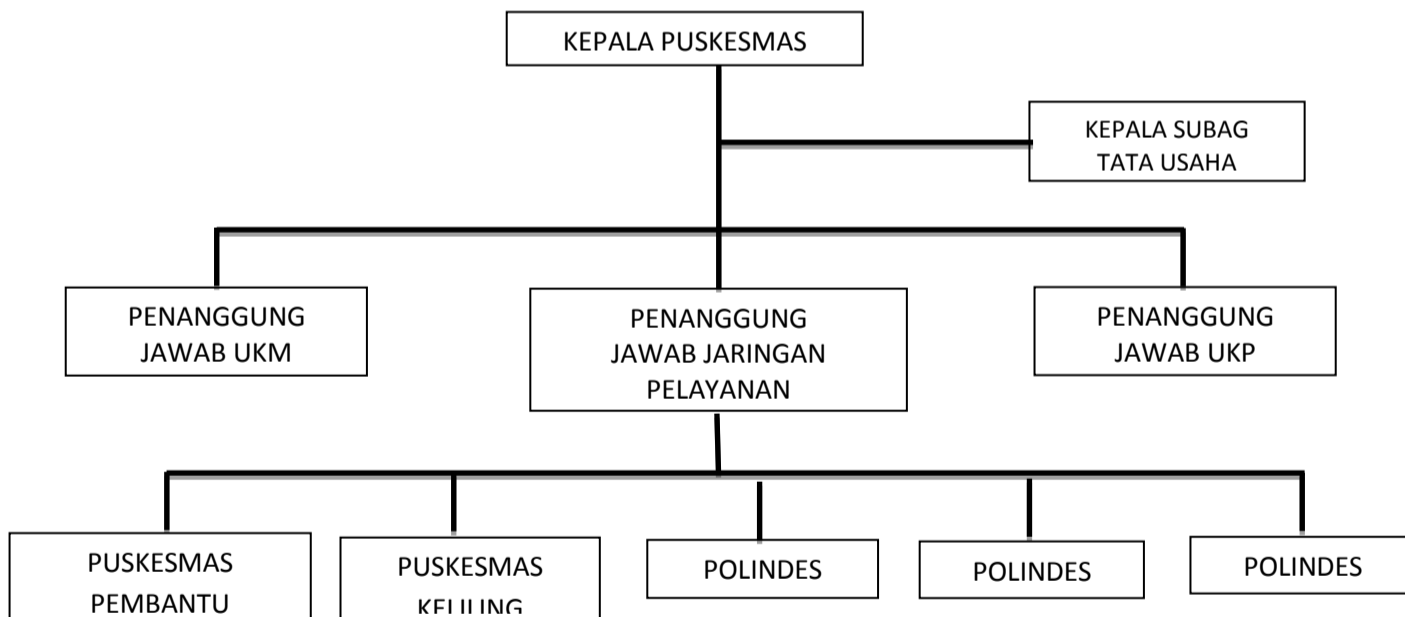 KEPALA PUSKESMAS
KEPALA SUBAG
TATA USAHA
PENANGGUNG
JAWAB UKM
PENANGGUNG
JAWAB JARINGAN
PELAYANAN
PENANGGUNG
JAWAB UKP
PUSKESMAS
PEMBANTU
PUSKESMAS
KELILING
POLINDES
POLINDES
POLINDES